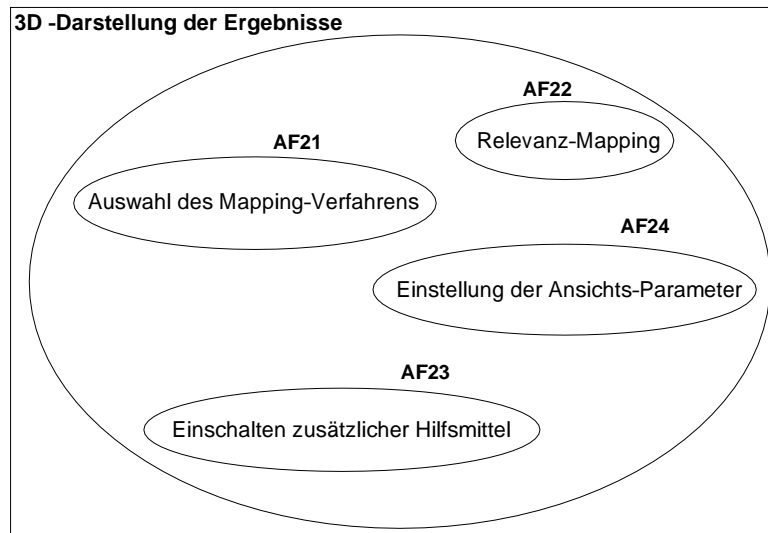 3D -Darstellung der Ergebnisse
AF22
Relevanz-Mapping
AF21
Auswahl des Mapping-Verfahrens
AF24
Einstellung der Ansichts-Parameter
AF23
Einschalten zusätzlicher Hilfsmittel